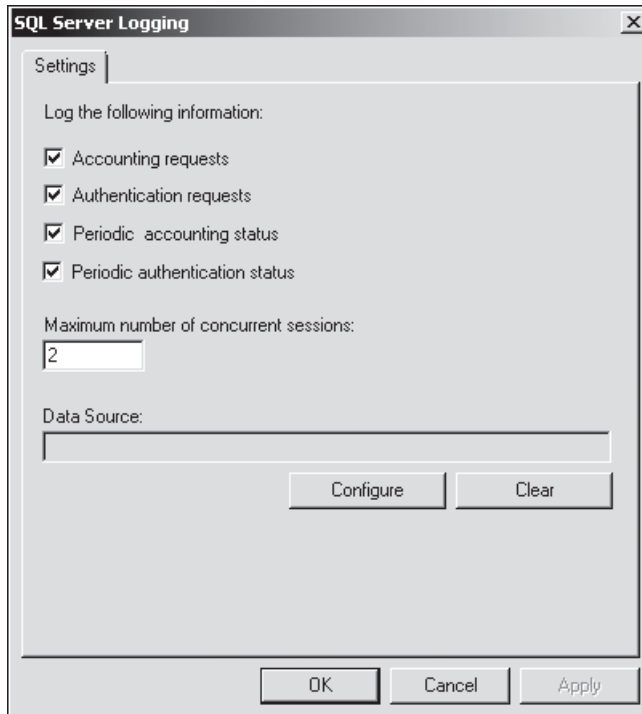 SQL Server Logging
Settings
Log the following information:
Accounting requests
Authentication requests
Periodic accounting status
Periodic authentication status
Maximum number of concurrent sessions:
2
Data Source:
Configure
Clear
OK
Cancel
Apply